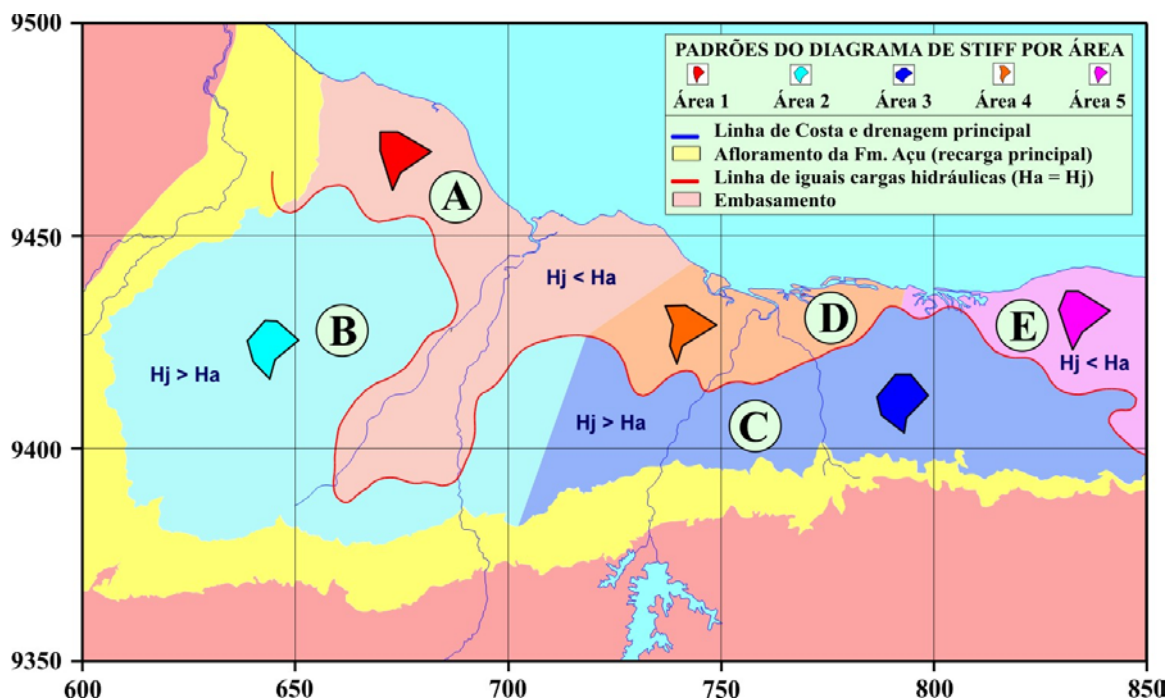 9500
9450
9400
9350
600
650
700
750
800
850
PADRÕES DO DIAGRAMA DE STIFF POR ÁREA
Área 1 Área 2 Área 3 Área 4 Área 5
Linha de Costa e drenagem principal
Afloramento da Fm. Açu (recarga principal)
Linha de iguais cargas hidráulicas (Ha = Hj)
Embasamento
A
B
C
D
E
Hj < Ha
Hj > Ha
Hj > Ha
Hj < Ha